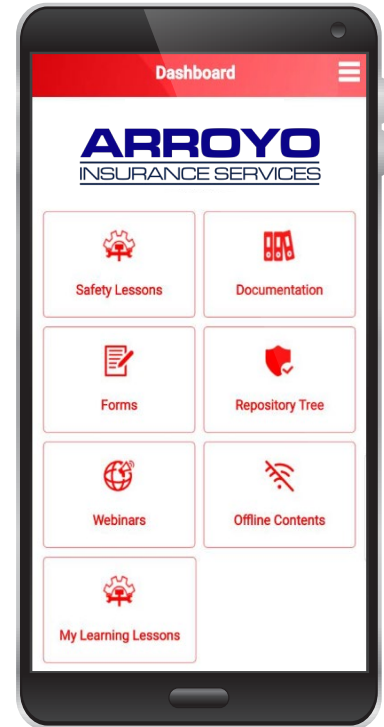 Dashboard
ARROYO
INSURANCE SERVICES
Safety Lessons
Documentation
Forms
Repository Tree
Webinars
Offline Contents
My Learning Lessons